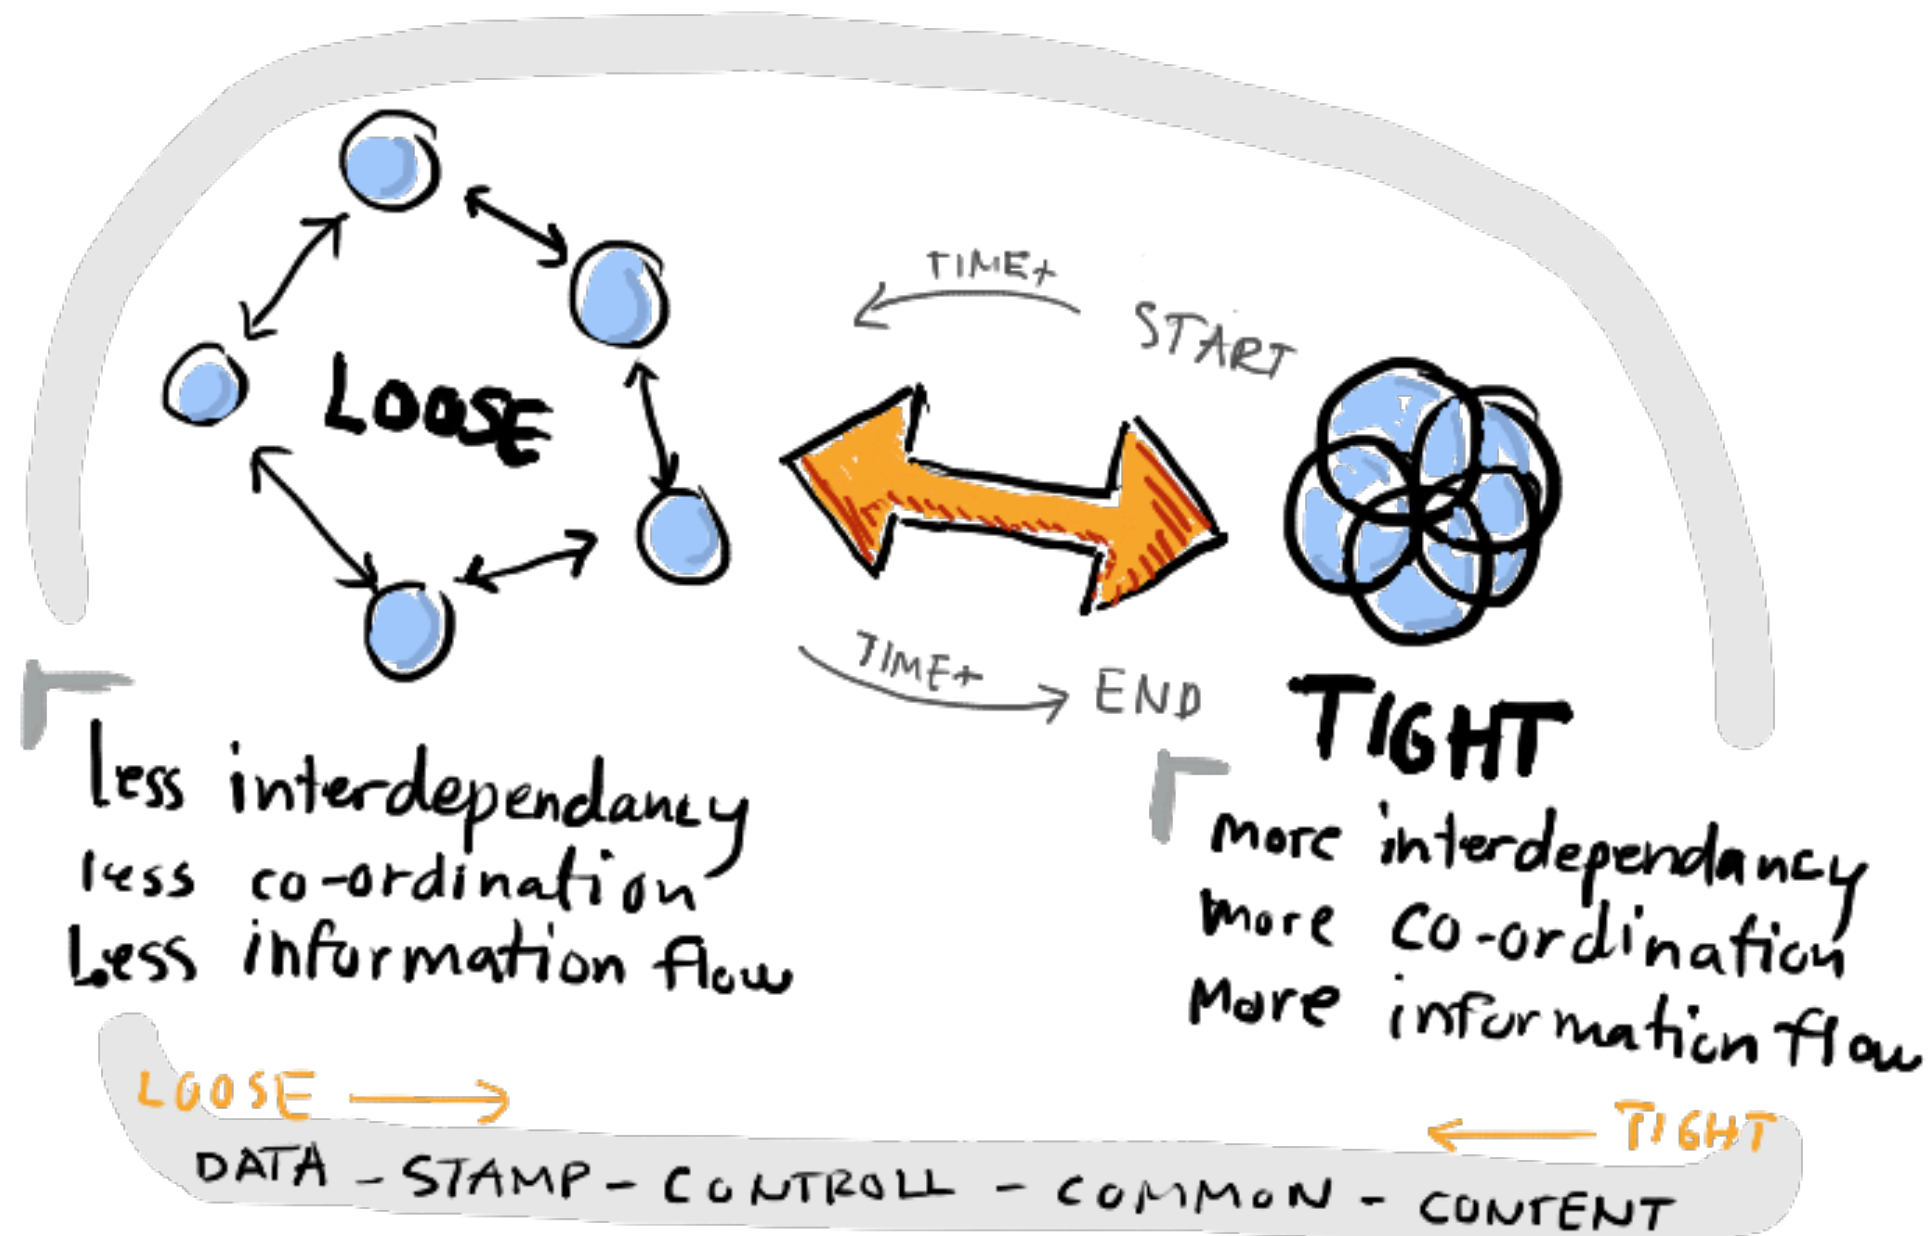 TIME+
START
LOOSE
TIME+
END
TIGHT
less interdependancy
less co-ordination
Less information flow
more interdependancy
more co-ordination
More information flow
LOOSE
TIGHT
DATA - STAMP - CONTROLL - COMMON - CONTENT